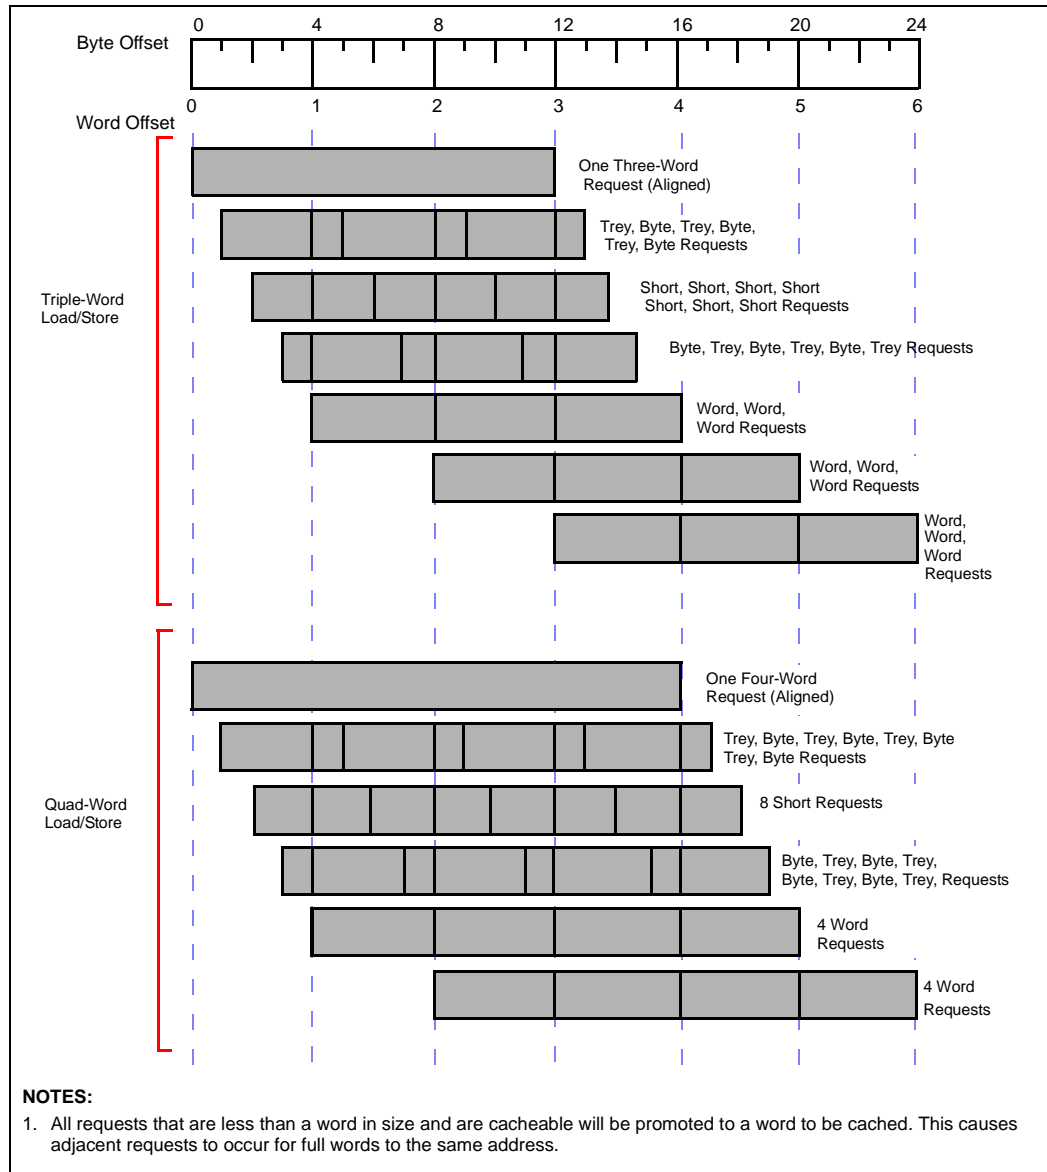 0 4 8 12 16 20 24
Byte Offset
0 1 2 3 4 5 6
Word Offset
One Three-Word
Request (Aligned)
Trey, Byte, Trey, Byte,
Trey, Byte Requests
Short, Short, Short, Short
Short, Short, Short Requests
Triple-Word
Load/Store
Byte, Trey, Byte, Trey, Byte, Trey Requests
Word, Word,
Word Requests
Word, Word,
Word Requests
Word,
Word,
Word
Requests
One Four-Word
Request (Aligned)
Trey, Byte, Trey, Byte, Trey, Byte
Trey, Byte Requests
Quad-Word
Load/Store
8 Short Requests
Byte, Trey, Byte, Trey,
Byte, Trey, Byte, Trey, Requests
4 Word
Requests
4 Word
Requests
NOTES:
1. All requests that are less than a word in size and are cacheable will be promoted to a word to be cached. This causes
adjacent requests to occur for full words to the same address.